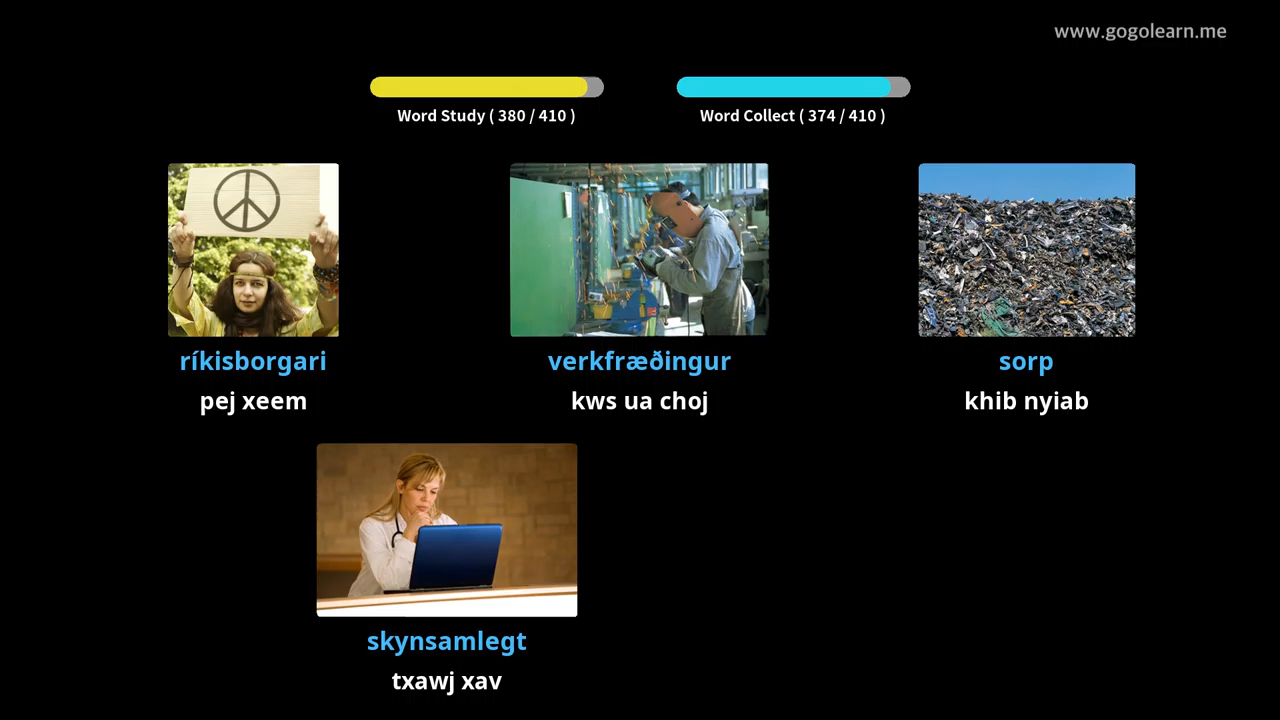 www.gogolearn.me
Word Study ( 380 / 410 )
Word Collect ( 374 / 410 )
ríkisborgari
pej xeem
verkfræðingur
kws ua choj
sorp
khib nyiab
skynsamlegt
txawj xav